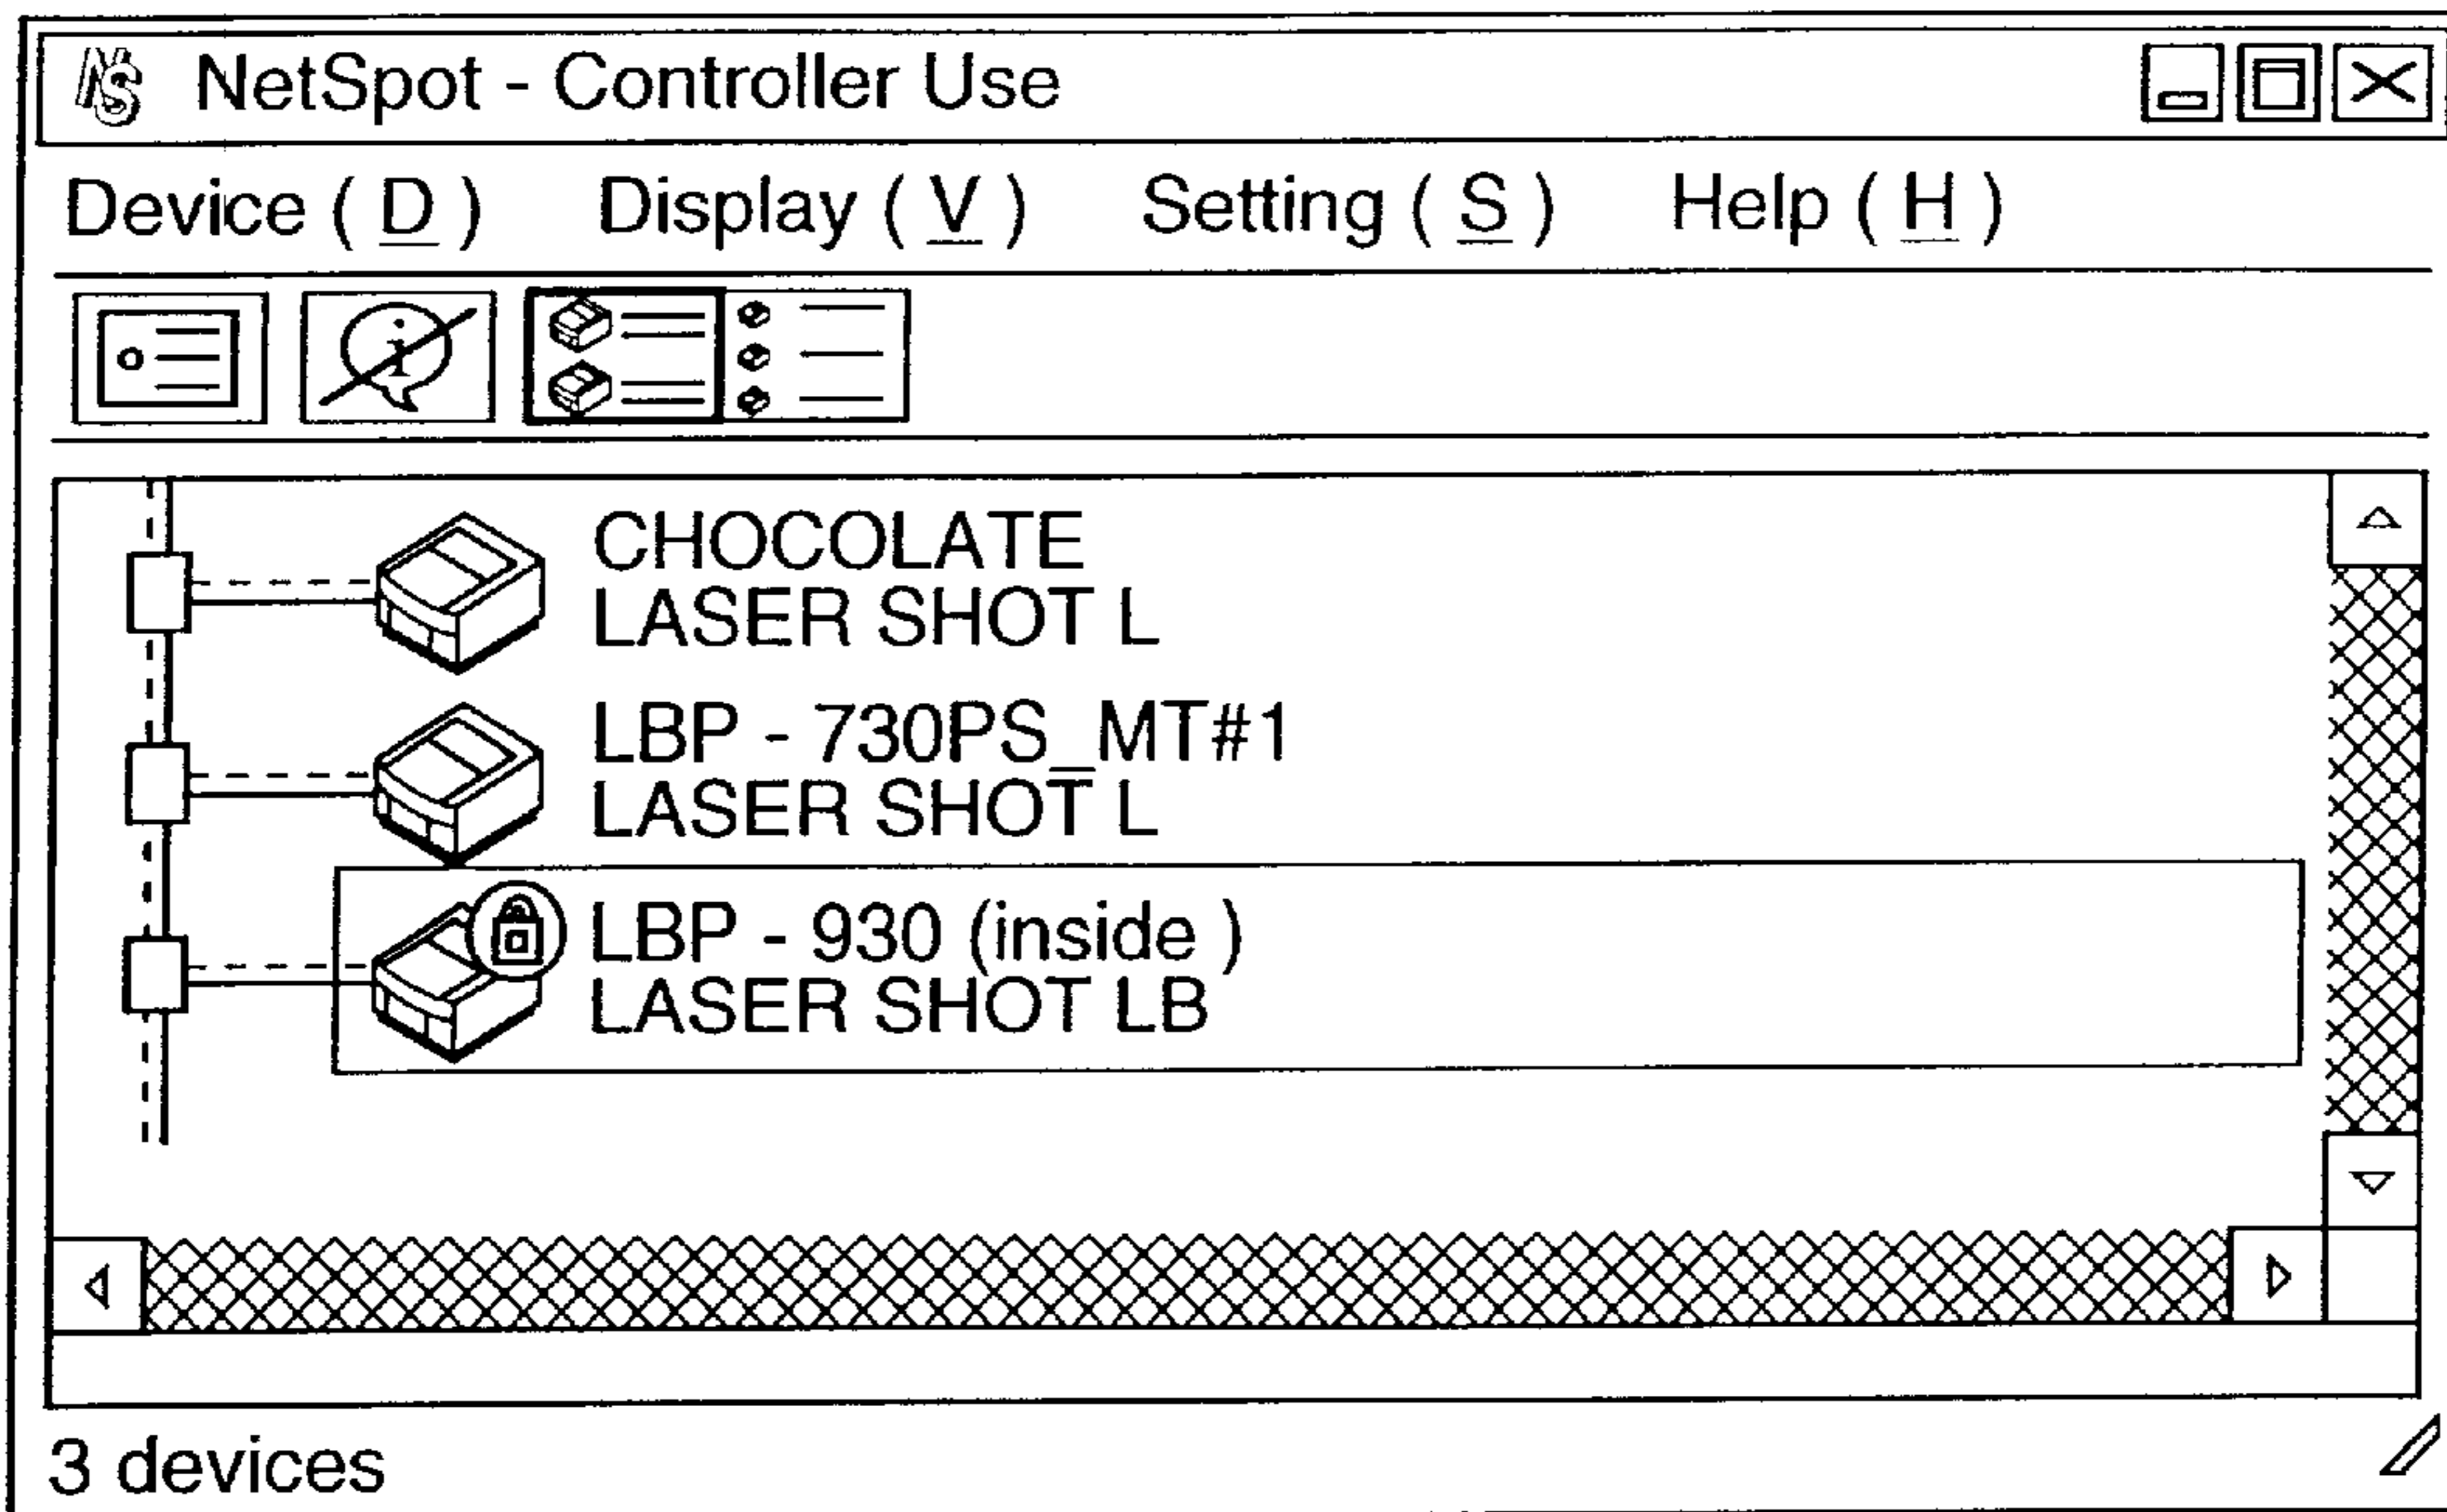 NS NetSpot - Controller Use
Device ( D ) Display ( V ) Setting ( S ) Help ( H )
CHOCOLATE
LASER SHOT L
LBP - 730PS_MT#1
LASER SHOT L
LBP - 930 (inside )
LASER SHOT LB
3 devices